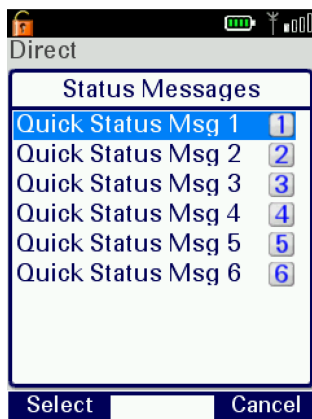 Direct
Status Messages
Quick Status Msg 1 1
Quick Status Msg 2 2
Quick Status Msg 3 3
Quick Status Msg 4 4
Quick Status Msg 5 5
Quick Status Msg 6 6
Select Cancel